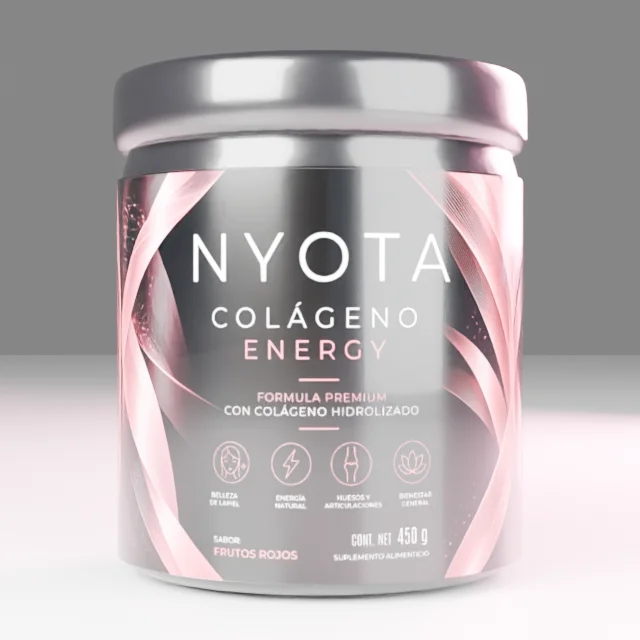 NYOTA
COLÁGENO
ENERGY
FORMULA PREMIUM
CON COLÁGENO HIDROLIZADO
BELLEZA
DE LA PIEL
ENERGÍA
NATURAL
HUESOS Y
ARTICULACIONES
BIENESTAR
GENERAL
SABOR:
FRUTOS ROJOS
CONT. NET 450 g
SUPLEMENTO ALIMENTICIO